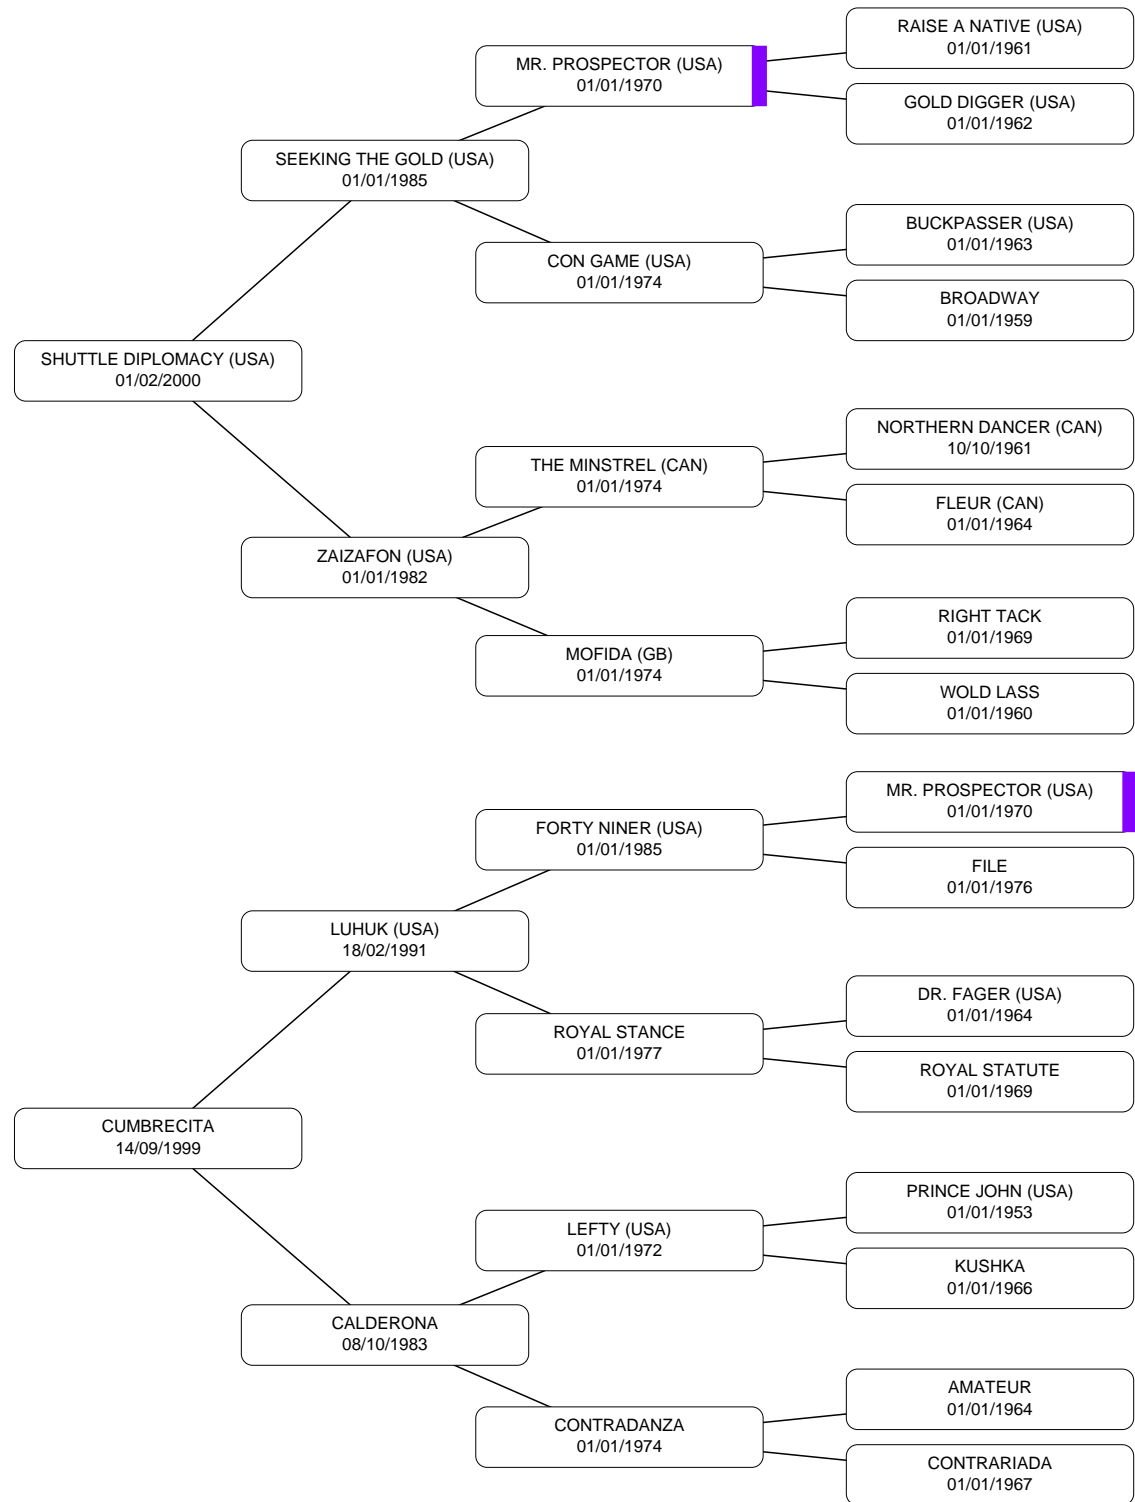 RAISE A NATIVE (USA)
01/01/1961
MR. PROSPECTOR (USA)
01/01/1970
GOLD DIGGER (USA)
01/01/1962
SEEKING THE GOLD (USA)
01/01/1985
BUCKPASSER (USA)
01/01/1963
CON GAME (USA)
01/01/1974
BROADWAY
01/01/1959
SHUTTLE DIPLOMACY (USA)
01/02/2000
NORTHERN DANCER (CAN)
10/10/1961
THE MINSTREL (CAN)
01/01/1974
FLEUR (CAN)
01/01/1964
ZAIZAFON (USA)
01/01/1982
RIGHT TACK
01/01/1969
MOFIDA (GB)
01/01/1974
WOLD LASS
01/01/1960
MR. PROSPECTOR (USA)
01/01/1970
FORTY NINER (USA)
01/01/1985
FILE
01/01/1976
LUHUK (USA)
18/02/1991
DR. FAGER (USA)
01/01/1964
ROYAL STANCE
01/01/1977
ROYAL STATUTE
01/01/1969
CUMBRECITA
14/09/1999
PRINCE JOHN (USA)
01/01/1953
LEFTY (USA)
01/01/1972
KUSHKA
01/01/1966
CALDERONA
08/10/1983
AMATEUR
01/01/1964
CONTRADANZA
01/01/1974
CONTRARIADA
01/01/1967